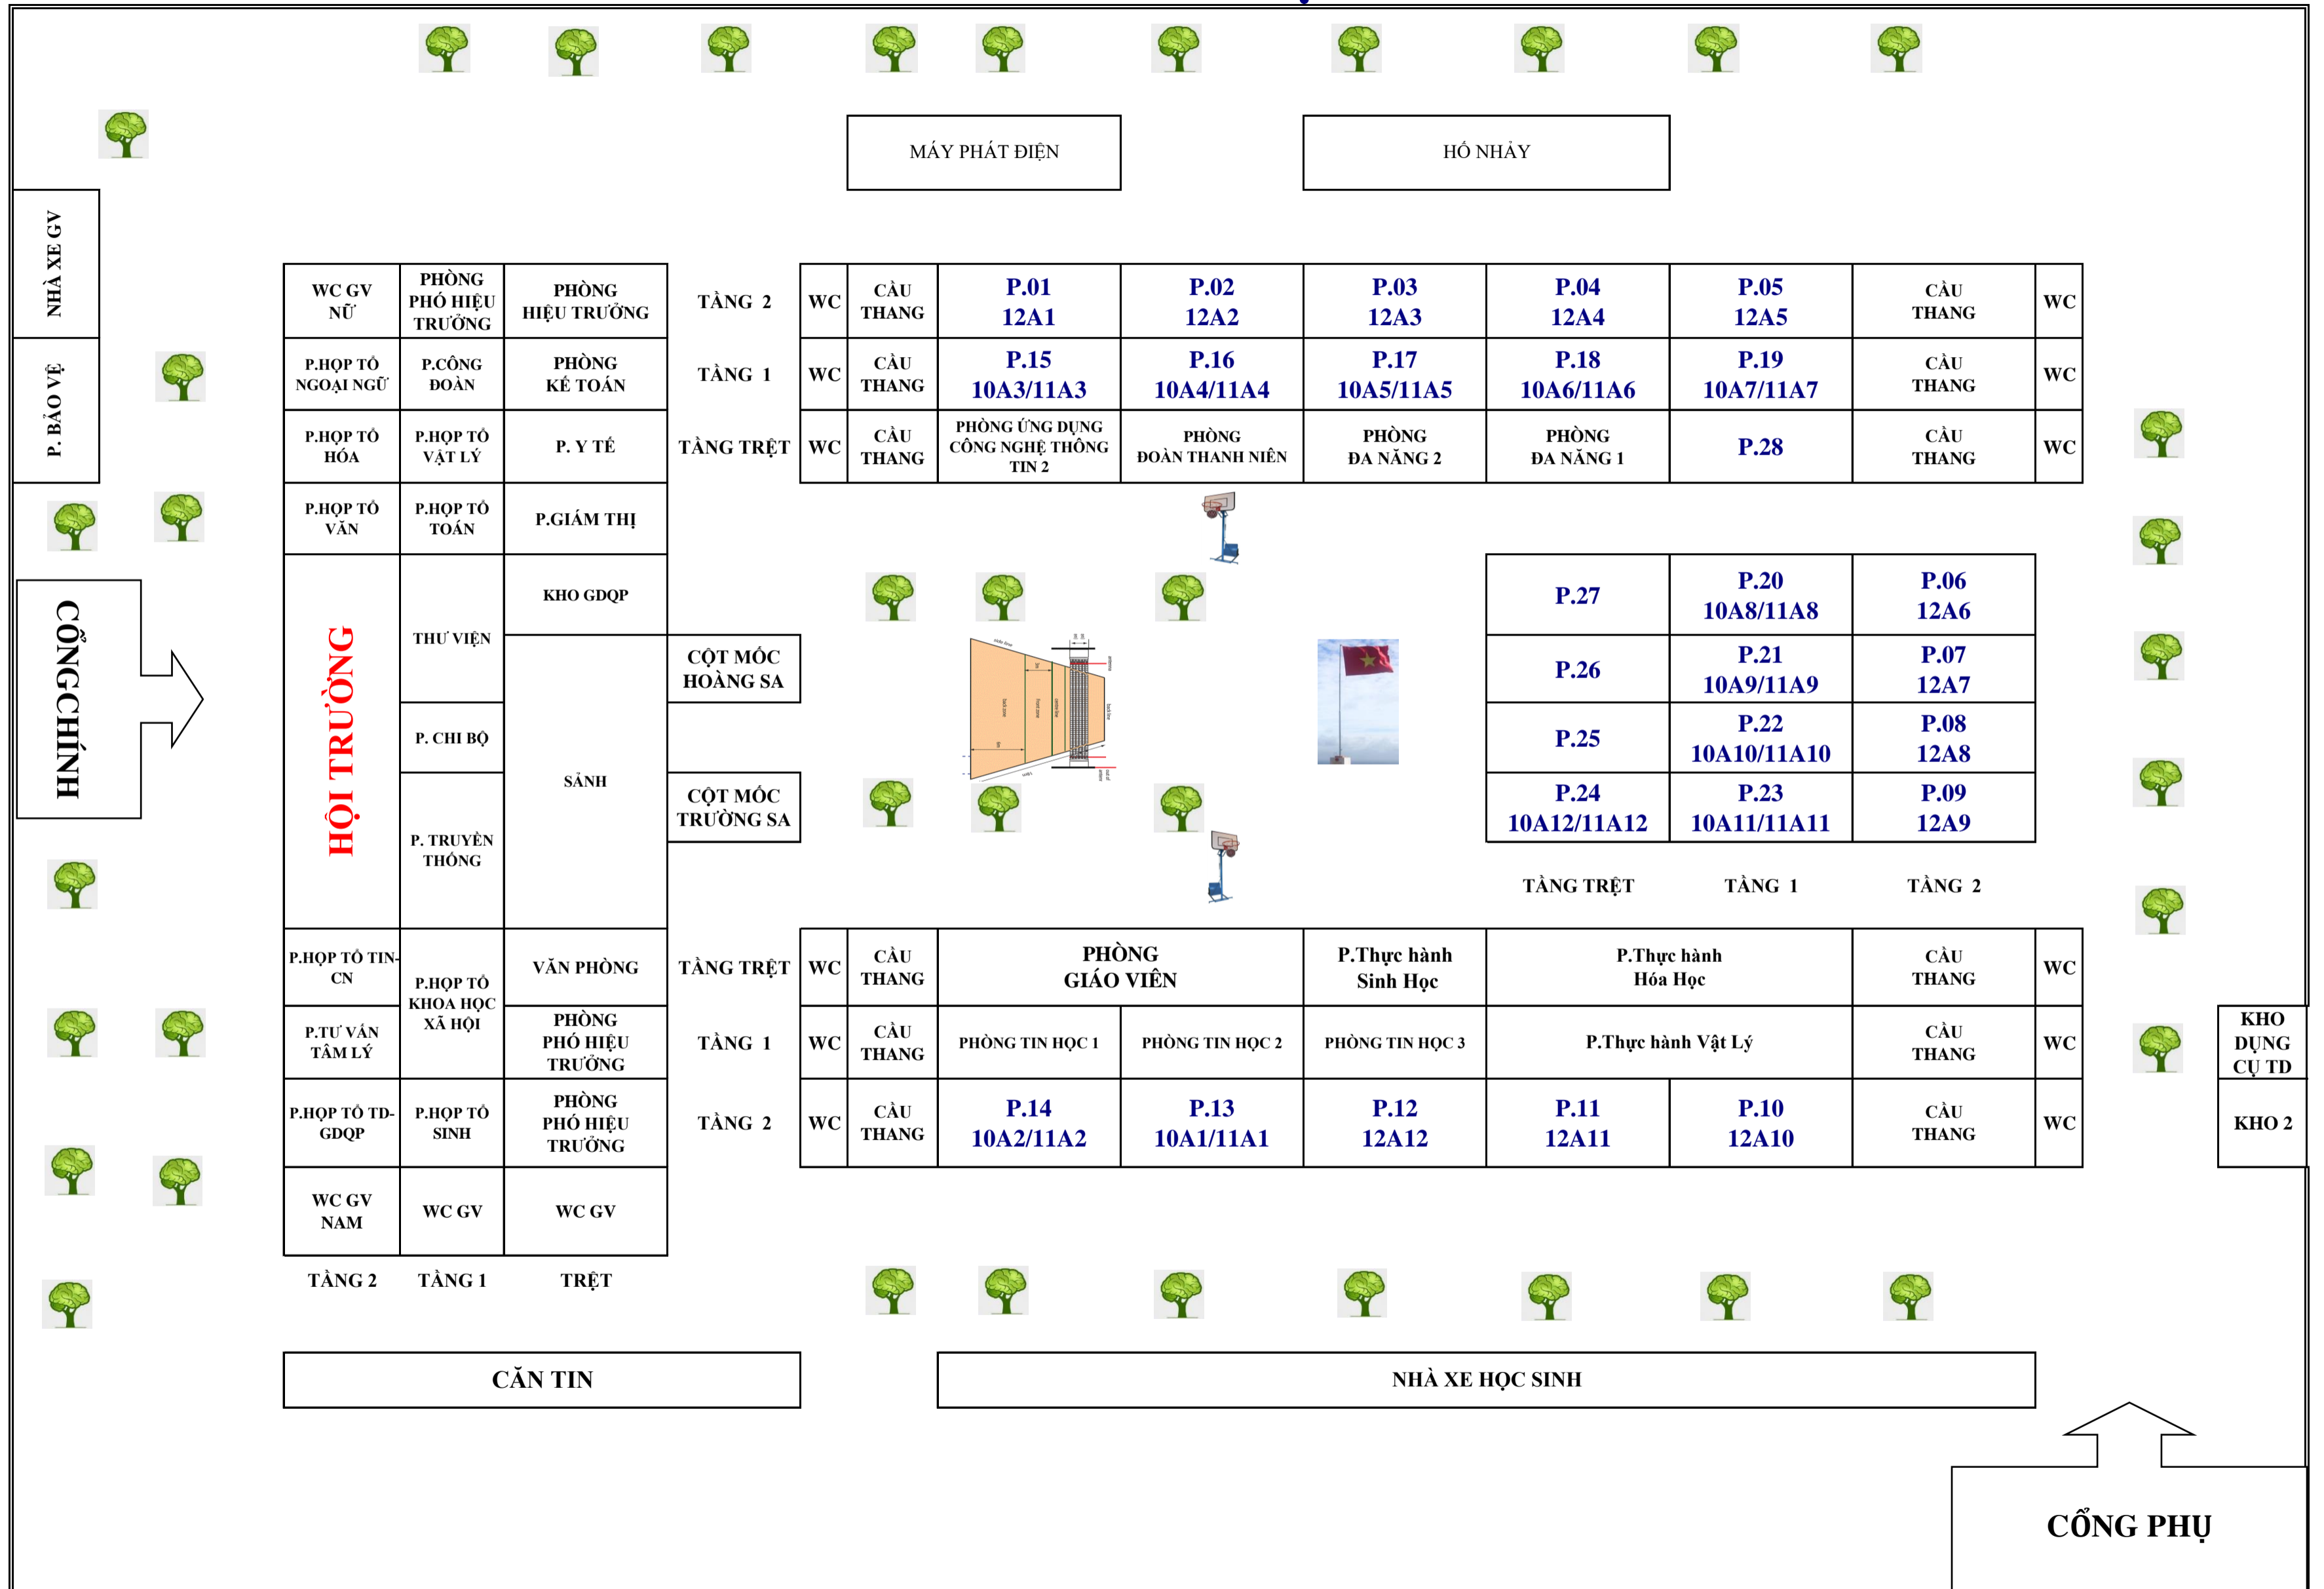 MÁY PHÁT ĐIỆN
HỐ NHẢY
NHÀ XE GV
P. BẢO VỆ
CỔNG CHÍNH
WC GV
NỮ
PHÒNG
PHÓ HIỆU
TRƯỞNG
PHÒNG
HIỆU TRƯỞNG
TẦNG 2
WC
CẦU
THANG
P.01
12A1
P.02
12A2
P.03
12A3
P.04
12A4
P.05
12A5
CẦU
THANG
WC
P.HỌP TỔ
NGOẠI NGỮ
P.CÔNG
ĐOÀN
PHÒNG
KẾ TOÁN
TẦNG 1
WC
CẦU
THANG
P.15
10A3/11A3
P.16
10A4/11A4
P.17
10A5/11A5
P.18
10A6/11A6
P.19
10A7/11A7
CẦU
THANG
WC
P.HỌP TỔ
HÓA
P.HỌP TỔ
VẬT LÝ
P. Y TẾ
TẦNG TRỆT
WC
CẦU
THANG
PHÒNG ỨNG DỤNG
CÔNG NGHỆ THÔNG
TIN 2
PHÒNG
ĐOÀN THANH NIÊN
PHÒNG
ĐA NĂNG 2
PHÒNG
ĐA NĂNG 1
P.28
CẦU
THANG
WC
P.HỌP TỔ
VĂN
P.HỌP TỔ
TOÁN
P.GIÁM THỊ
HỘI TRƯỜNG
THƯ VIỆN
KHO GDQP
P. CHI BỘ
P. TRUYỀN
THỐNG
SẢNH
CỘT MỐC
HOÀNG SA
CỘT MỐC
TRƯỜNG SA
P.27
P.20
10A8/11A8
P.06
12A6
P.26
P.21
10A9/11A9
P.07
12A7
P.25
P.22
10A10/11A10
P.08
12A8
P.24
10A12/11A12
P.23
10A11/11A11
P.09
12A9
TẦNG TRỆT
TẦNG 1
TẦNG 2
P.HỌP TỔ TIN-
CN
P.HỌP TỔ
KHOA HỌC
XÃ HỘI
VĂN PHÒNG
TẦNG TRỆT
WC
CẦU
THANG
PHÒNG
GIÁO VIÊN
P.Thực hành
Sinh Học
P.Thực hành
Hóa Học
CẦU
THANG
WC
P.TƯ VẤN
TÂM LÝ
PHÒNG
PHÓ HIỆU
TRƯỞNG
TẦNG 1
WC
CẦU
THANG
PHÒNG TIN HỌC 1
PHÒNG TIN HỌC 2
PHÒNG TIN HỌC 3
P.Thực hành Vật Lý
CẦU
THANG
WC
KHO
DỤNG
CỤ TD
P.HỌP TỔ TD-
GDQP
P.HỌP TỔ
SINH
PHÒNG
PHÓ HIỆU
TRƯỞNG
TẦNG 2
WC
CẦU
THANG
P.14
10A2/11A2
P.13
10A1/11A1
P.12
12A12
P.11
12A11
P.10
12A10
CẦU
THANG
WC
KHO 2
WC GV
NAM
WC GV
WC GV
TẦNG 2
TẦNG 1
TRỆT
CĂN TIN
NHÀ XE HỌC SINH
CỔNG PHỤ